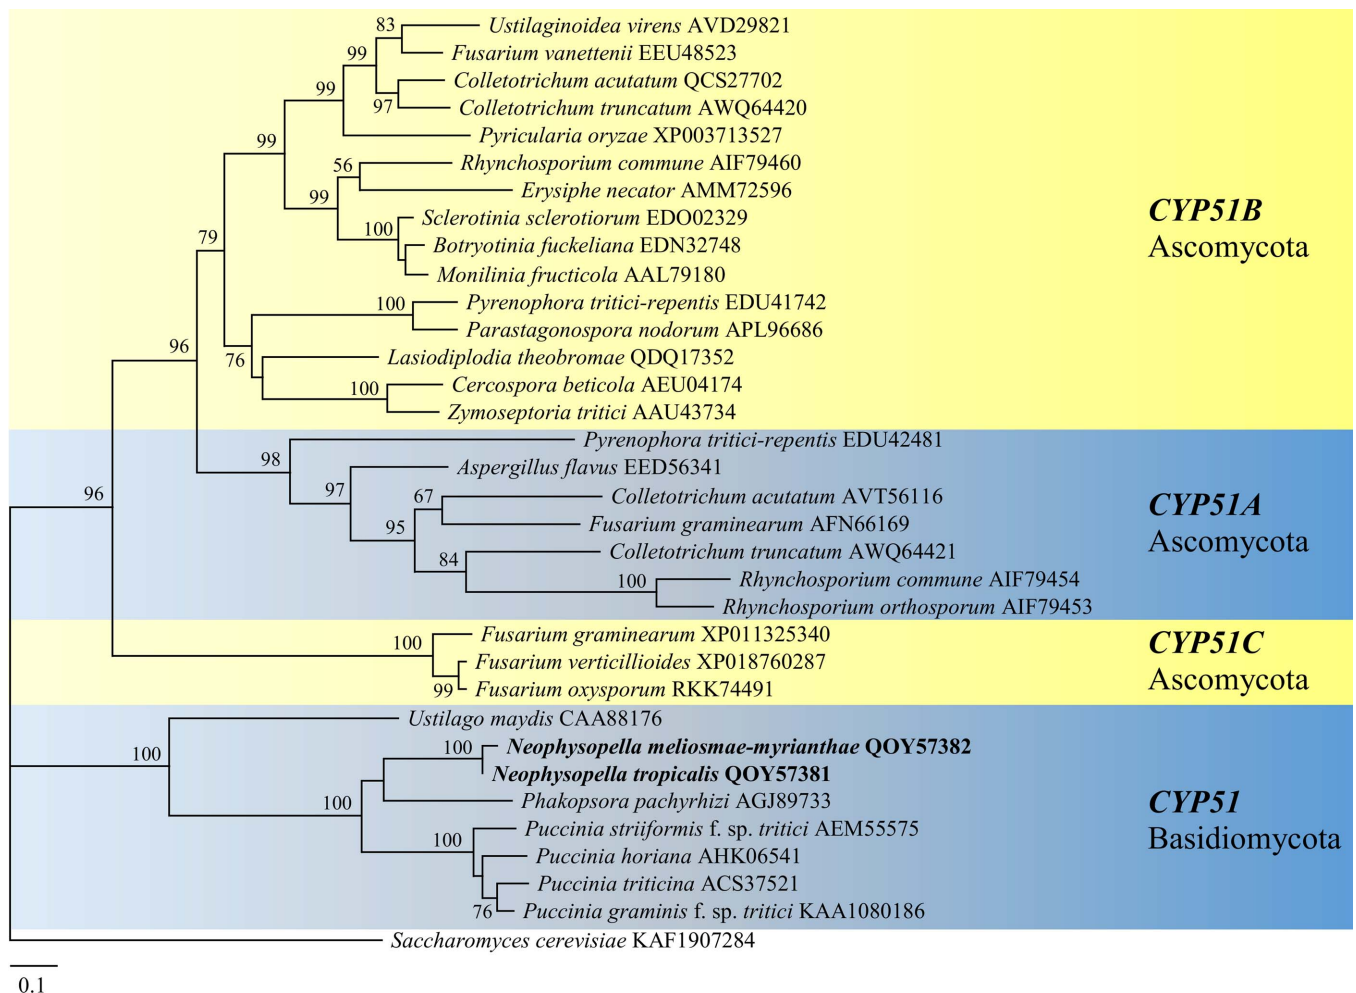 83
Ustilaginoidea virens AVD29821
99
Fusarium vanettenii EEU48523
99
Colletotrichum acutatum QCS27702
97
Colletotrichum truncatum AWQ64420
99
Pyricularia oryzae XP003713527
56
Rhynchosporium commune AIF79460
99
Erysiphe necator AMM72596
CYP51B
Ascomycota
Sclerotinia sclerotiorum EDO02329
100
79
Botryotinia fuckeliana EDN32748
Monilinia fructicola AAL79180
100
Pyrenophora tritici-repentis EDU41742
Parastagonospora nodorum APL96686
96
76
Lasiodiplodia theobromae QDQ17352
100
Cercospora beticola AEU04174
Zymoseptoria tritici AAU43734
Pyrenophora tritici-repentis EDU42481
98
Aspergillus flavus EED56341
97
96
67
Colletotrichum acutatum AVT56116
CYP51A
Ascomycota
95
Fusarium graminearum AFN66169
Colletotrichum truncatum AWQ64421
84
100
Rhynchosporium commune AIF79454
Rhynchosporium orthosporum AIF79453
Fusarium graminearum XP011325340
100
CYP51C
Ascomycota
Fusarium verticillioides XP018760287
99
Fusarium oxysporum RKK74491
Ustilago maydis CAA88176
100
100
Neophysopella meliosmae-myrianthae QOY57382
Neophysopella tropicalis QOY57381
100
Phakopsora pachyrhizi AGJ89733
CYP51
Basidiomycota
Puccinia striiformis f. sp. tritici AEM55575
100
Puccinia horiana AHK06541
Puccinia triticina ACS37521
76
Puccinia graminis f. sp. tritici KAA1080186
Saccharomyces cerevisiae KAF1907284
0.1